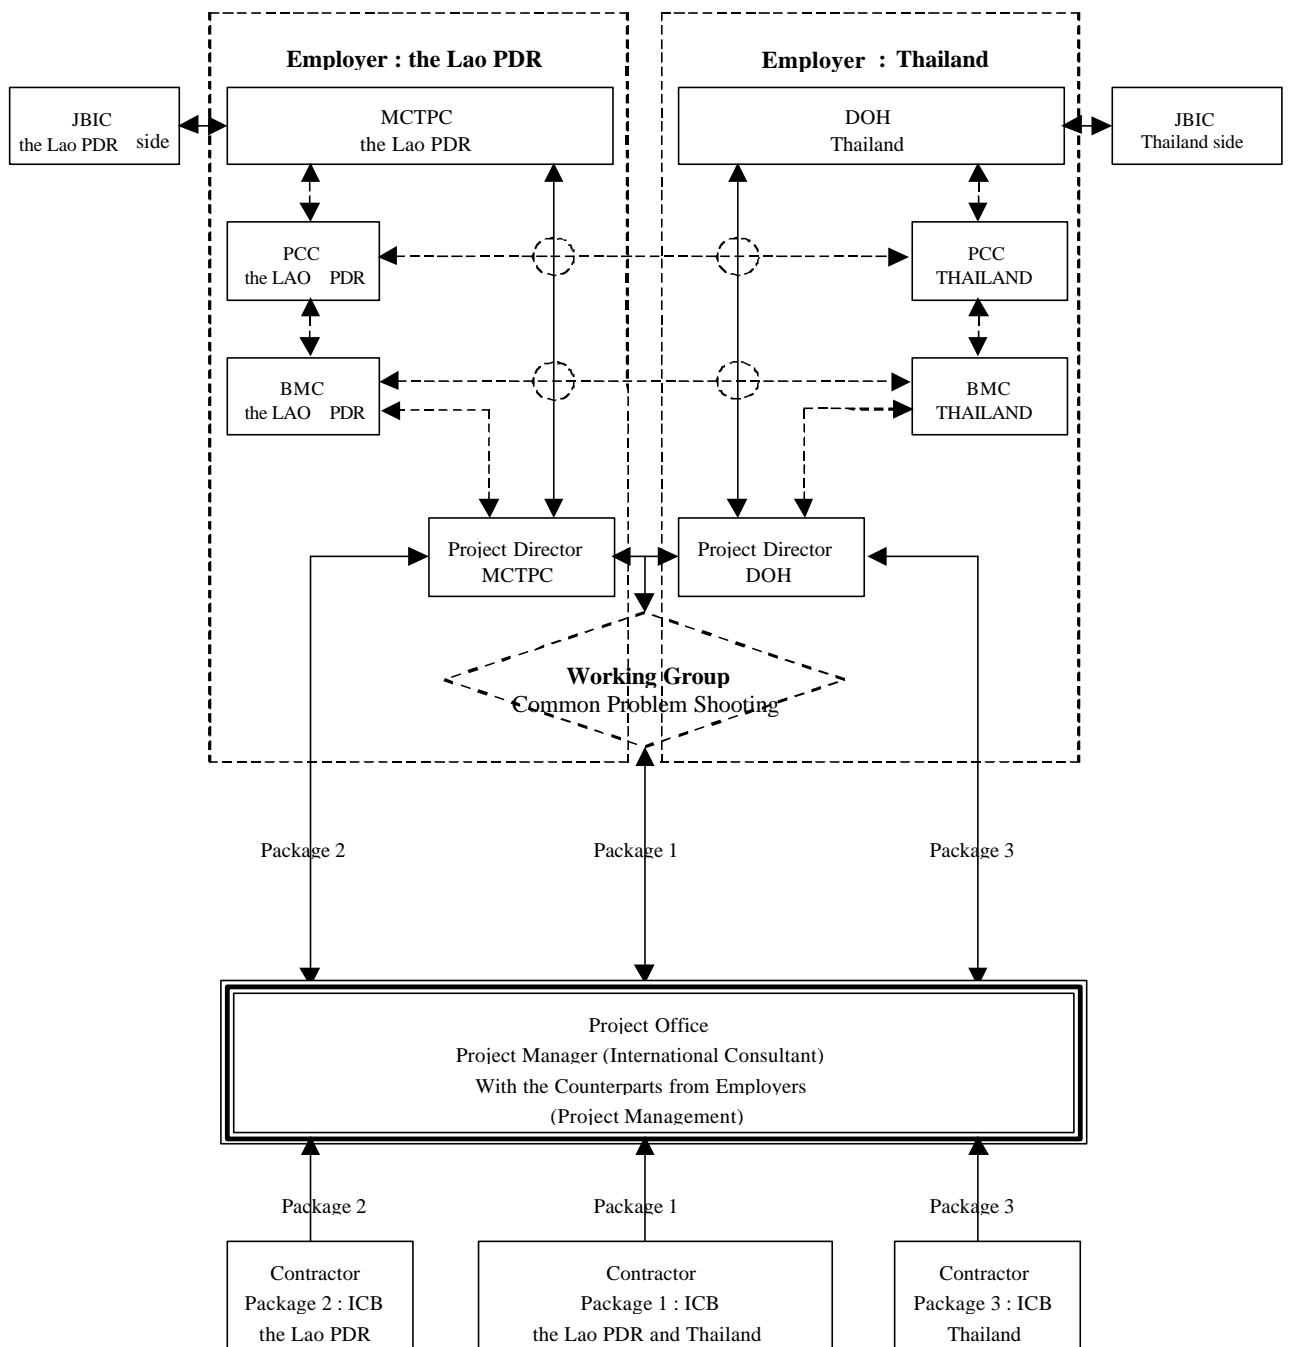 Employer : the Lao PDR
Employer : Thailand
JBIC
the Lao PDR side
MCTPC
the Lao PDR
DOH
Thailand
JBIC
Thailand side
PCC
the LAO PDR
PCC
THAILAND
BMC
the LAO PDR
BMC
THAILAND
Project Director
MCTPC
Project Director
DOH
Working Group
Common Problem Shooting
Package 2
Package 1
Package 3
Project Office
Project Manager (International Consultant)
With the Counterparts from Employers
(Project Management)
Package 2
Package 1
Package 3
Contractor
Package 2 : ICB
the Lao PDR
Contractor
Package 1 : ICB
the Lao PDR and Thailand
Contractor
Package 3 : ICB
Thailand